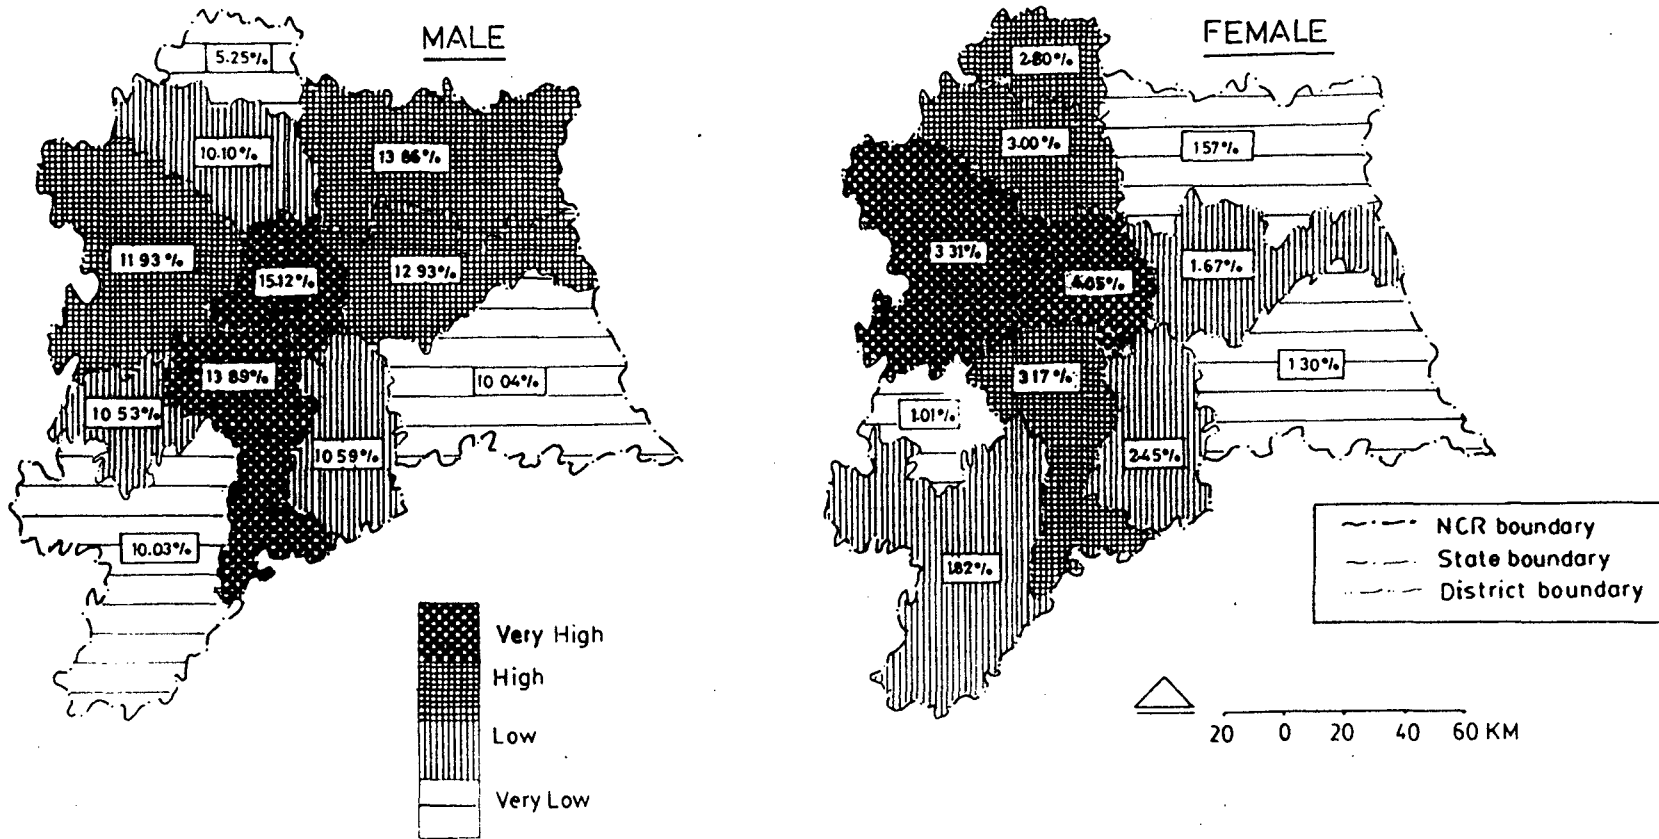 MALE
5.25%
10.10%
13 86%
11 93%
15.12%
12 93%
13 89%
10 04%
10 53%
10 59%
10.03%
Very High
High
Low
Very Low
FEMALE
2.80%
3.00%
1.57%
3 31%
4.05%
1.67%
3.17%
1 30%
1.01%
2.45%
1.82%
NCR boundary
State boundary
District boundary
20 0 20 40 60 KM